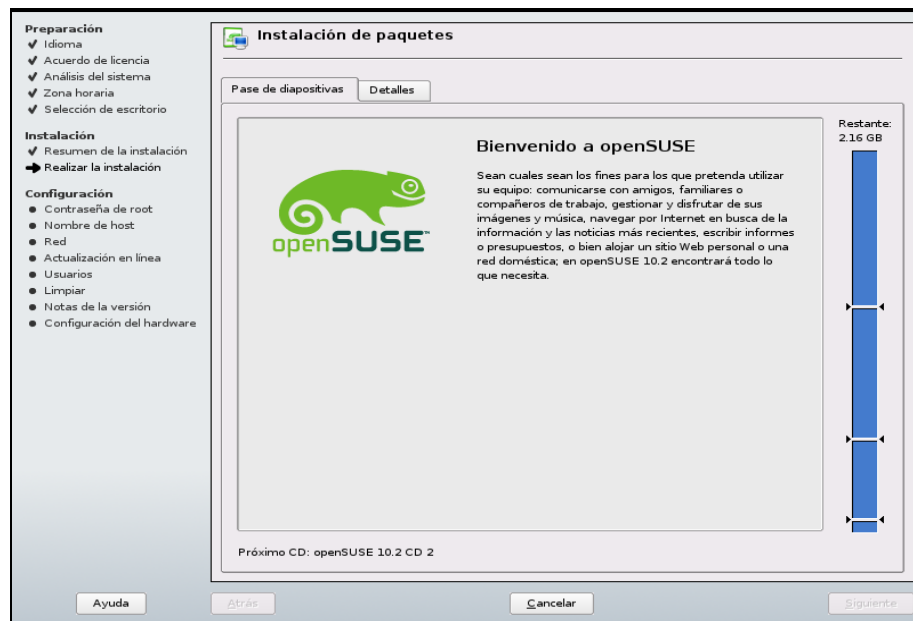 Preparación
Idioma
Acuerdo de licencia
Análisis del sistema
Zona horaria
Selección de escritorio
Instalación
Resumen de la instalación
Realizar la instalación
Configuración
Contraseña de root
Nombre de host
Red
Actualización en línea
Usuarios
Limpiar
Notas de la versión
Configuración del hardware
Instalación de paquetes
Pase de diapositivas
Detalles
openSUSE™
Bienvenido a openSUSE
Sean cuales sean los fines para los que pretenda utilizar
su equipo: comunicarse con amigos, familiares o
compañeros de trabajo, gestionar y disfrutar de sus
imágenes y música, navegar por Internet en busca de la
información y las noticias más recientes, escribir informes
o presupuestos, o bien alojar un sitio Web personal o una
red doméstica; en openSUSE 10.2 encontrará todo lo
que necesita.
Restante:
2.16 GB
Próximo CD: openSUSE 10.2 CD 2
Ayuda
Atrás
Cancelar
Siguiente